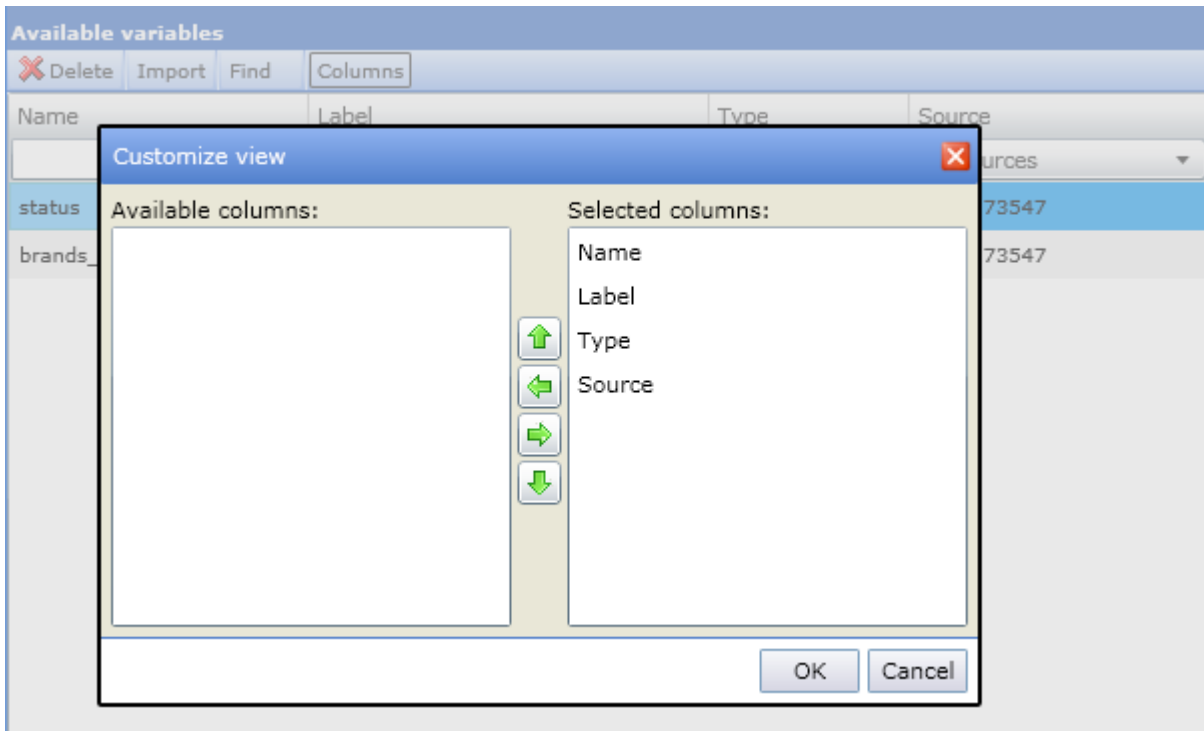 Available variables
Delete Import Find Columns
Name Label Type Source
Customize view
urces
status Available columns: Selected columns: 73547
brands_ Name 73547
Label
Type
Source
OK Cancel